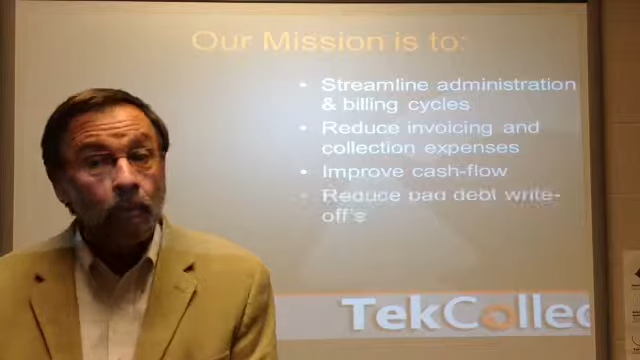 Our Mission is to:
• Streamline administration
& billing cycles
• Reduce invoicing and
collection expenses
• Improve cash-flow
• Reduce bad debt write-
off's
TekCollec